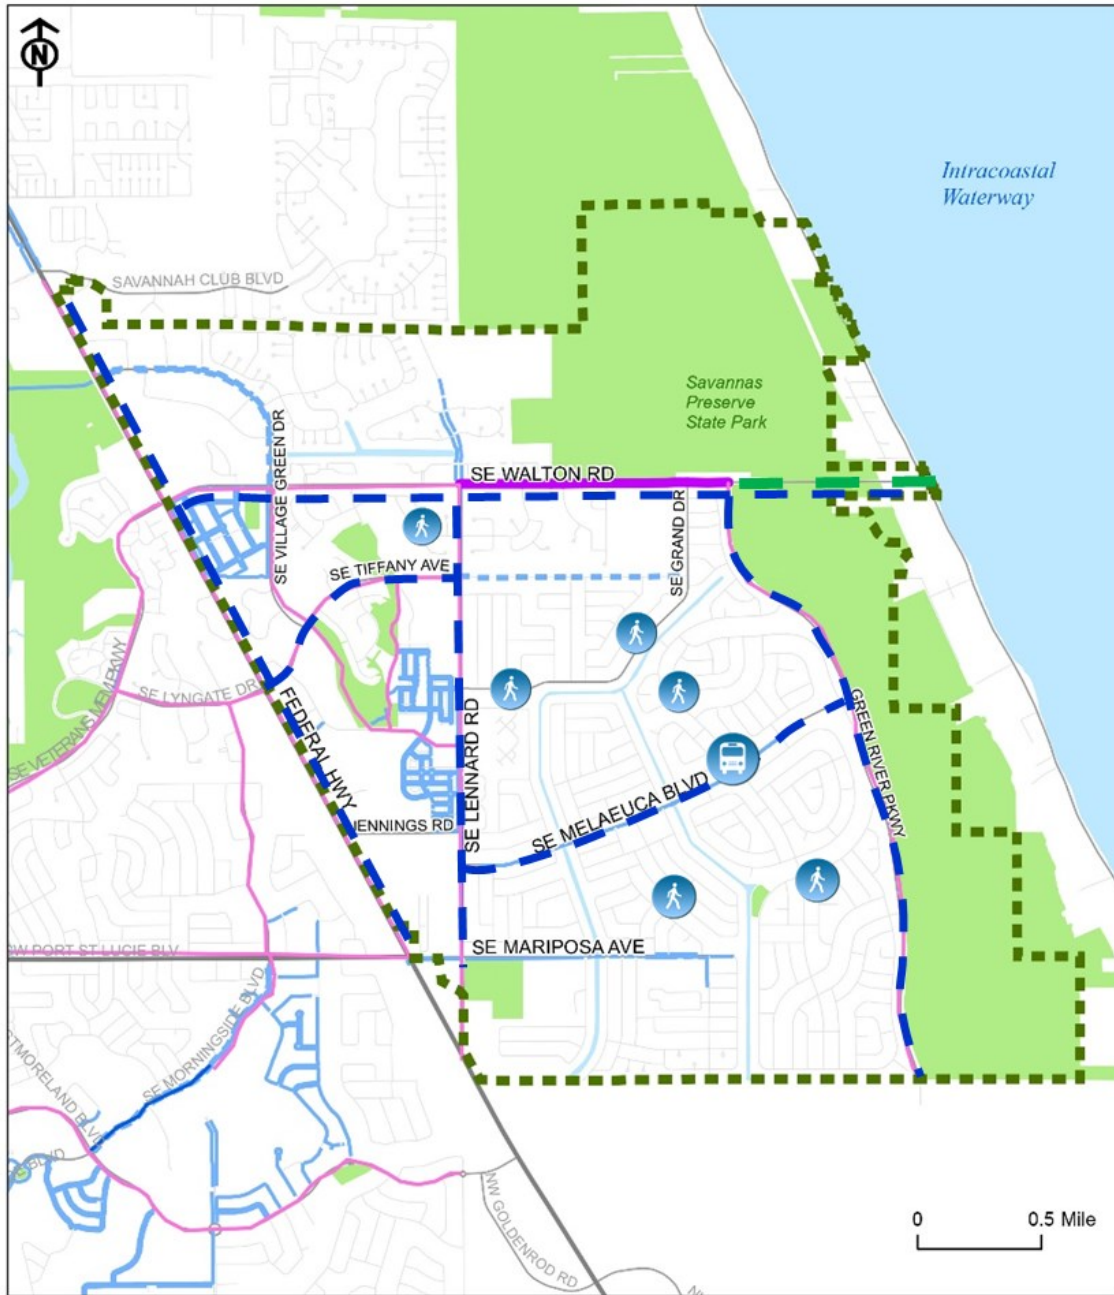 N
Intracoastal
Waterway
SAVANNAH CLUB BLVD
Savannas
Preserve
State Park
SE VILLAGE GREEN DR
SE WALTON RD
SE GRAND DR
SE TIFFANY AVE
SE LYNGATE DR
SE VETERANS MEM PKWY
FEDERAL HWY
SE LENNARD RD
GREEN RIVER PKWY
SE MELAEUCA BLVD
JENNINGS RD
SE MARIPOSA AVE
PORT ST LUCIE BLV
SE MORNINGSIDE BLVD
STMORELAND BLVD
BLVD
NW GOLDENROD RD
0 0.5 Mile